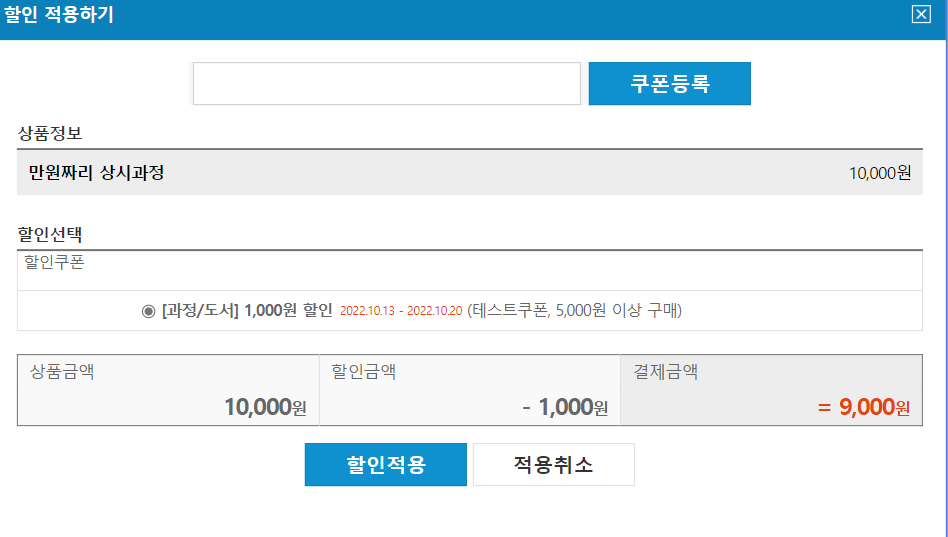 할인 적용하기
쿠폰등록
상품정보
만원짜리 상시과정 10,000원
할인선택
할인쿠폰
[과정/도서] 1,000원 할인 2022.10.13 - 2022.10.20 (테스트쿠폰, 5,000원 이상 구매)
상품금액 할인금액 결제금액
10,000원 - 1,000원 = 9,000원
할인적용 적용취소